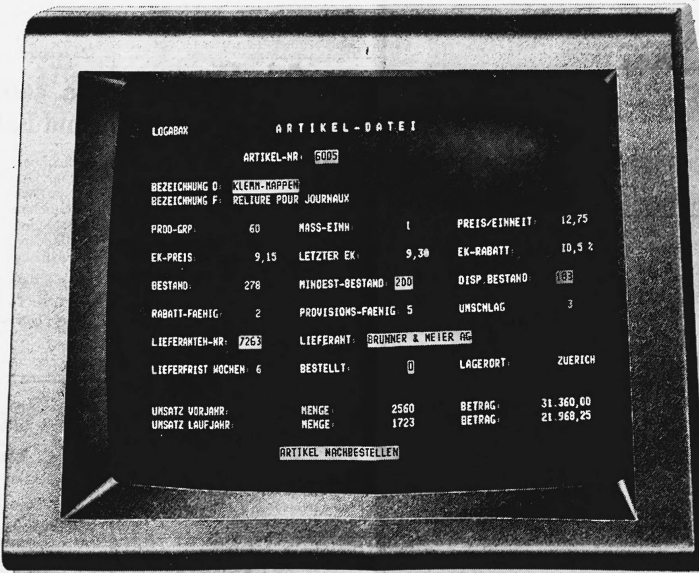 LOGABAX ARTIKEL-DATEI
ARTIKEL-NR: 6005
BEZEICHNUNG D: KLEMM-MAPPEN
BEZEICHNUNG F: RELIURE POUR JOURNAUX
PROD-GRP: 60 MASS-EINH: 1 PREIS/EINHEIT: 12,75
EK-PREIS: 9,15 LETZTER EK: 9,30 EK-RABATT: 10,5 %
BESTAND: 278 MINDEST-BESTAND: 200 DISP.BESTAND: 183
RABATT-FAEHIG: 2 PROVISIONS-FAEHIG: 5 UMSCHLAG 3
LIEFERANTEN-NR: 7263 LIEFERANT: BRUNNER & MEIER AG
LIEFERFRIST WOCHEN: 6 BESTELLT: 0 LAGERORT: ZUERICH
UMSATZ VORJAHR: MENGE: 2560 BETRAG: 31.360,00
UMSATZ LAUFJAHR: MENGE: 1723 BETRAG: 21.968,25
ARTIKEL NACHBESTELLEN